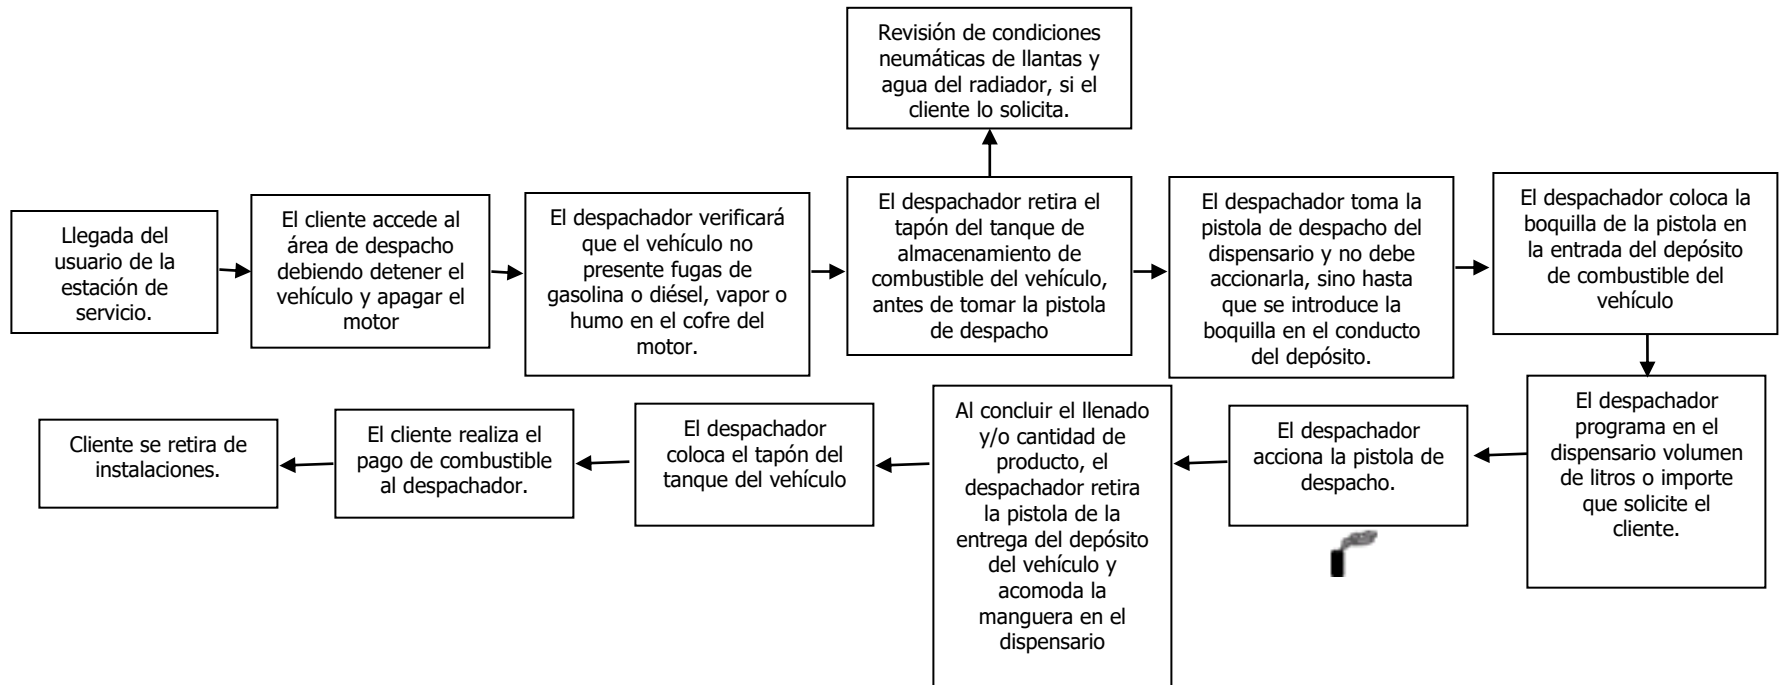 Revisión de condiciones
neumáticas de llantas y
agua del radiador, si el
cliente lo solicita.
Llegada del
usuario de la
estación de
servicio.
El cliente accede al
área de despacho
debiendo detener el
vehículo y apagar el
motor
El despachador verificará
que el vehículo no
presente fugas de
gasolina o diésel, vapor o
humo en el cofre del
motor.
El despachador retira el
tapón del tanque de
almacenamiento de
combustible del vehículo,
antes de tomar la pistola
de despacho
El despachador toma la
pistola de despacho del
dispensario y no debe
accionarla, sino hasta
que se introduce la
boquilla en el conducto
del depósito.
El despachador coloca la
boquilla de la pistola en
la entrada del depósito
de combustible del
vehículo
El despachador
programa en el
dispensario volumen
de litros o importe
que solicite el
cliente.
El despachador
acciona la pistola de
despacho.
Al concluir el llenado
y/o cantidad de
producto, el
despachador retira
la pistola de la
entrega del depósito
del vehículo y
acomoda la
manguera en el
dispensario
El despachador
coloca el tapón del
tanque del vehículo
El cliente realiza el
pago de combustible
al despachador.
Cliente se retira de
instalaciones.